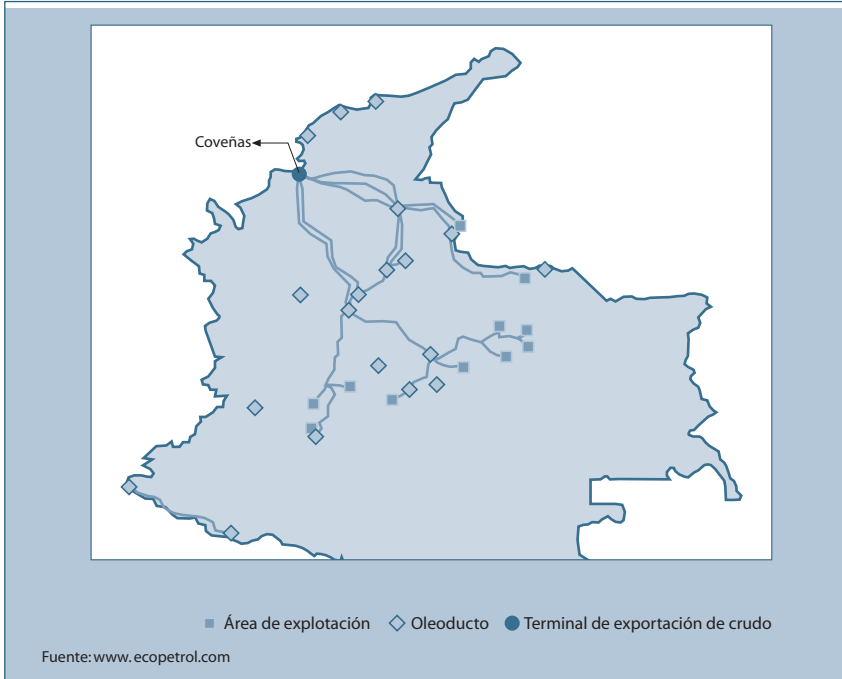 Coveñas
Área de explotación Oleoducto Terminal de exportación de crudo
Fuente: www. ecopetrol.com